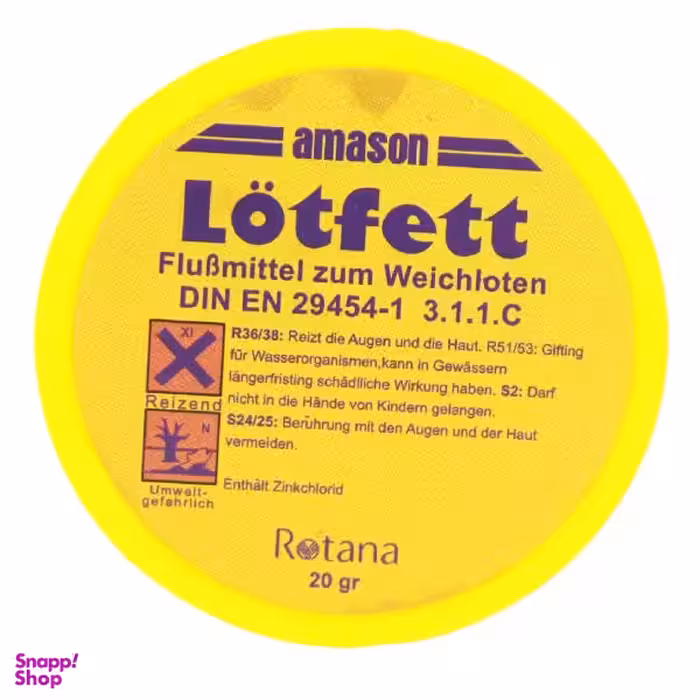 amason
Lötfett
Flußmittel zum Weichloten
DIN EN 29454-1 3.1.1.C
XI
R36/38: Reizt die Augen und die Haut. R51/53: Gifting
für Wasserorganismen,kann in Gewässern
längerfristing schädlliche Wirkung haben. S2: Darf
nicht in die Hände von Kindern gelangen.
Reizend
N
S24/25: Berührung mit den Augen und der Haut
vermeiden.
Umwelt-
gefahrlich
Enthält Zinkchlorid
Rotana
20 gr
Snapp!
Shop